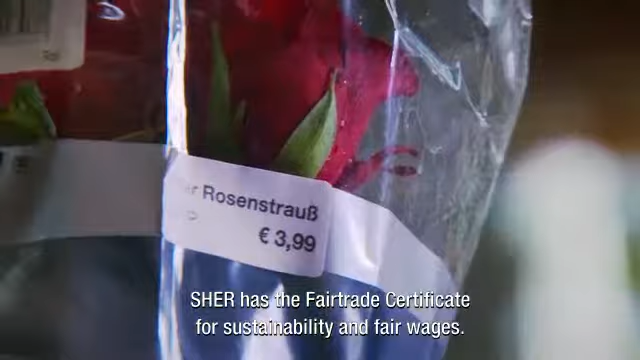 Rosenstrauß
€ 3,99
SHER has the Fairtrade Certificate
for sustainability and fair wages.